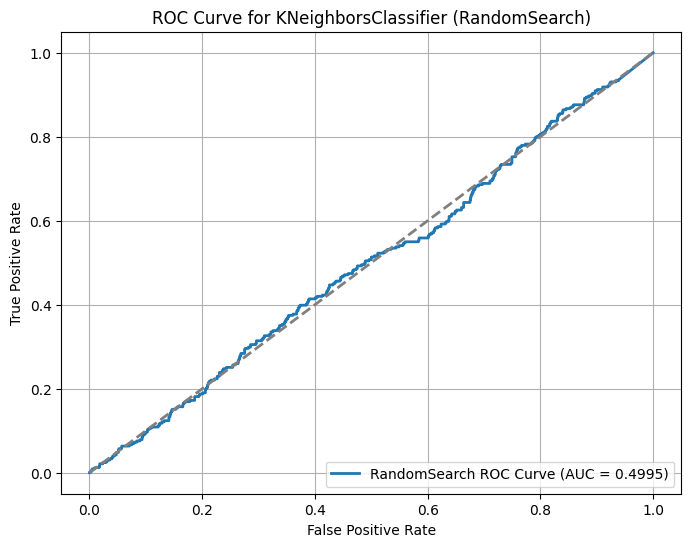 ROC Curve for KNeighborsClassifier (RandomSearch)
True Positive Rate
1.0
0.8
0.6
0.4
0.2
0.0
RandomSearch ROC Curve (AUC = 0.4995)
0.0 0.2 0.4 0.6 0.8 1.0
False Positive Rate